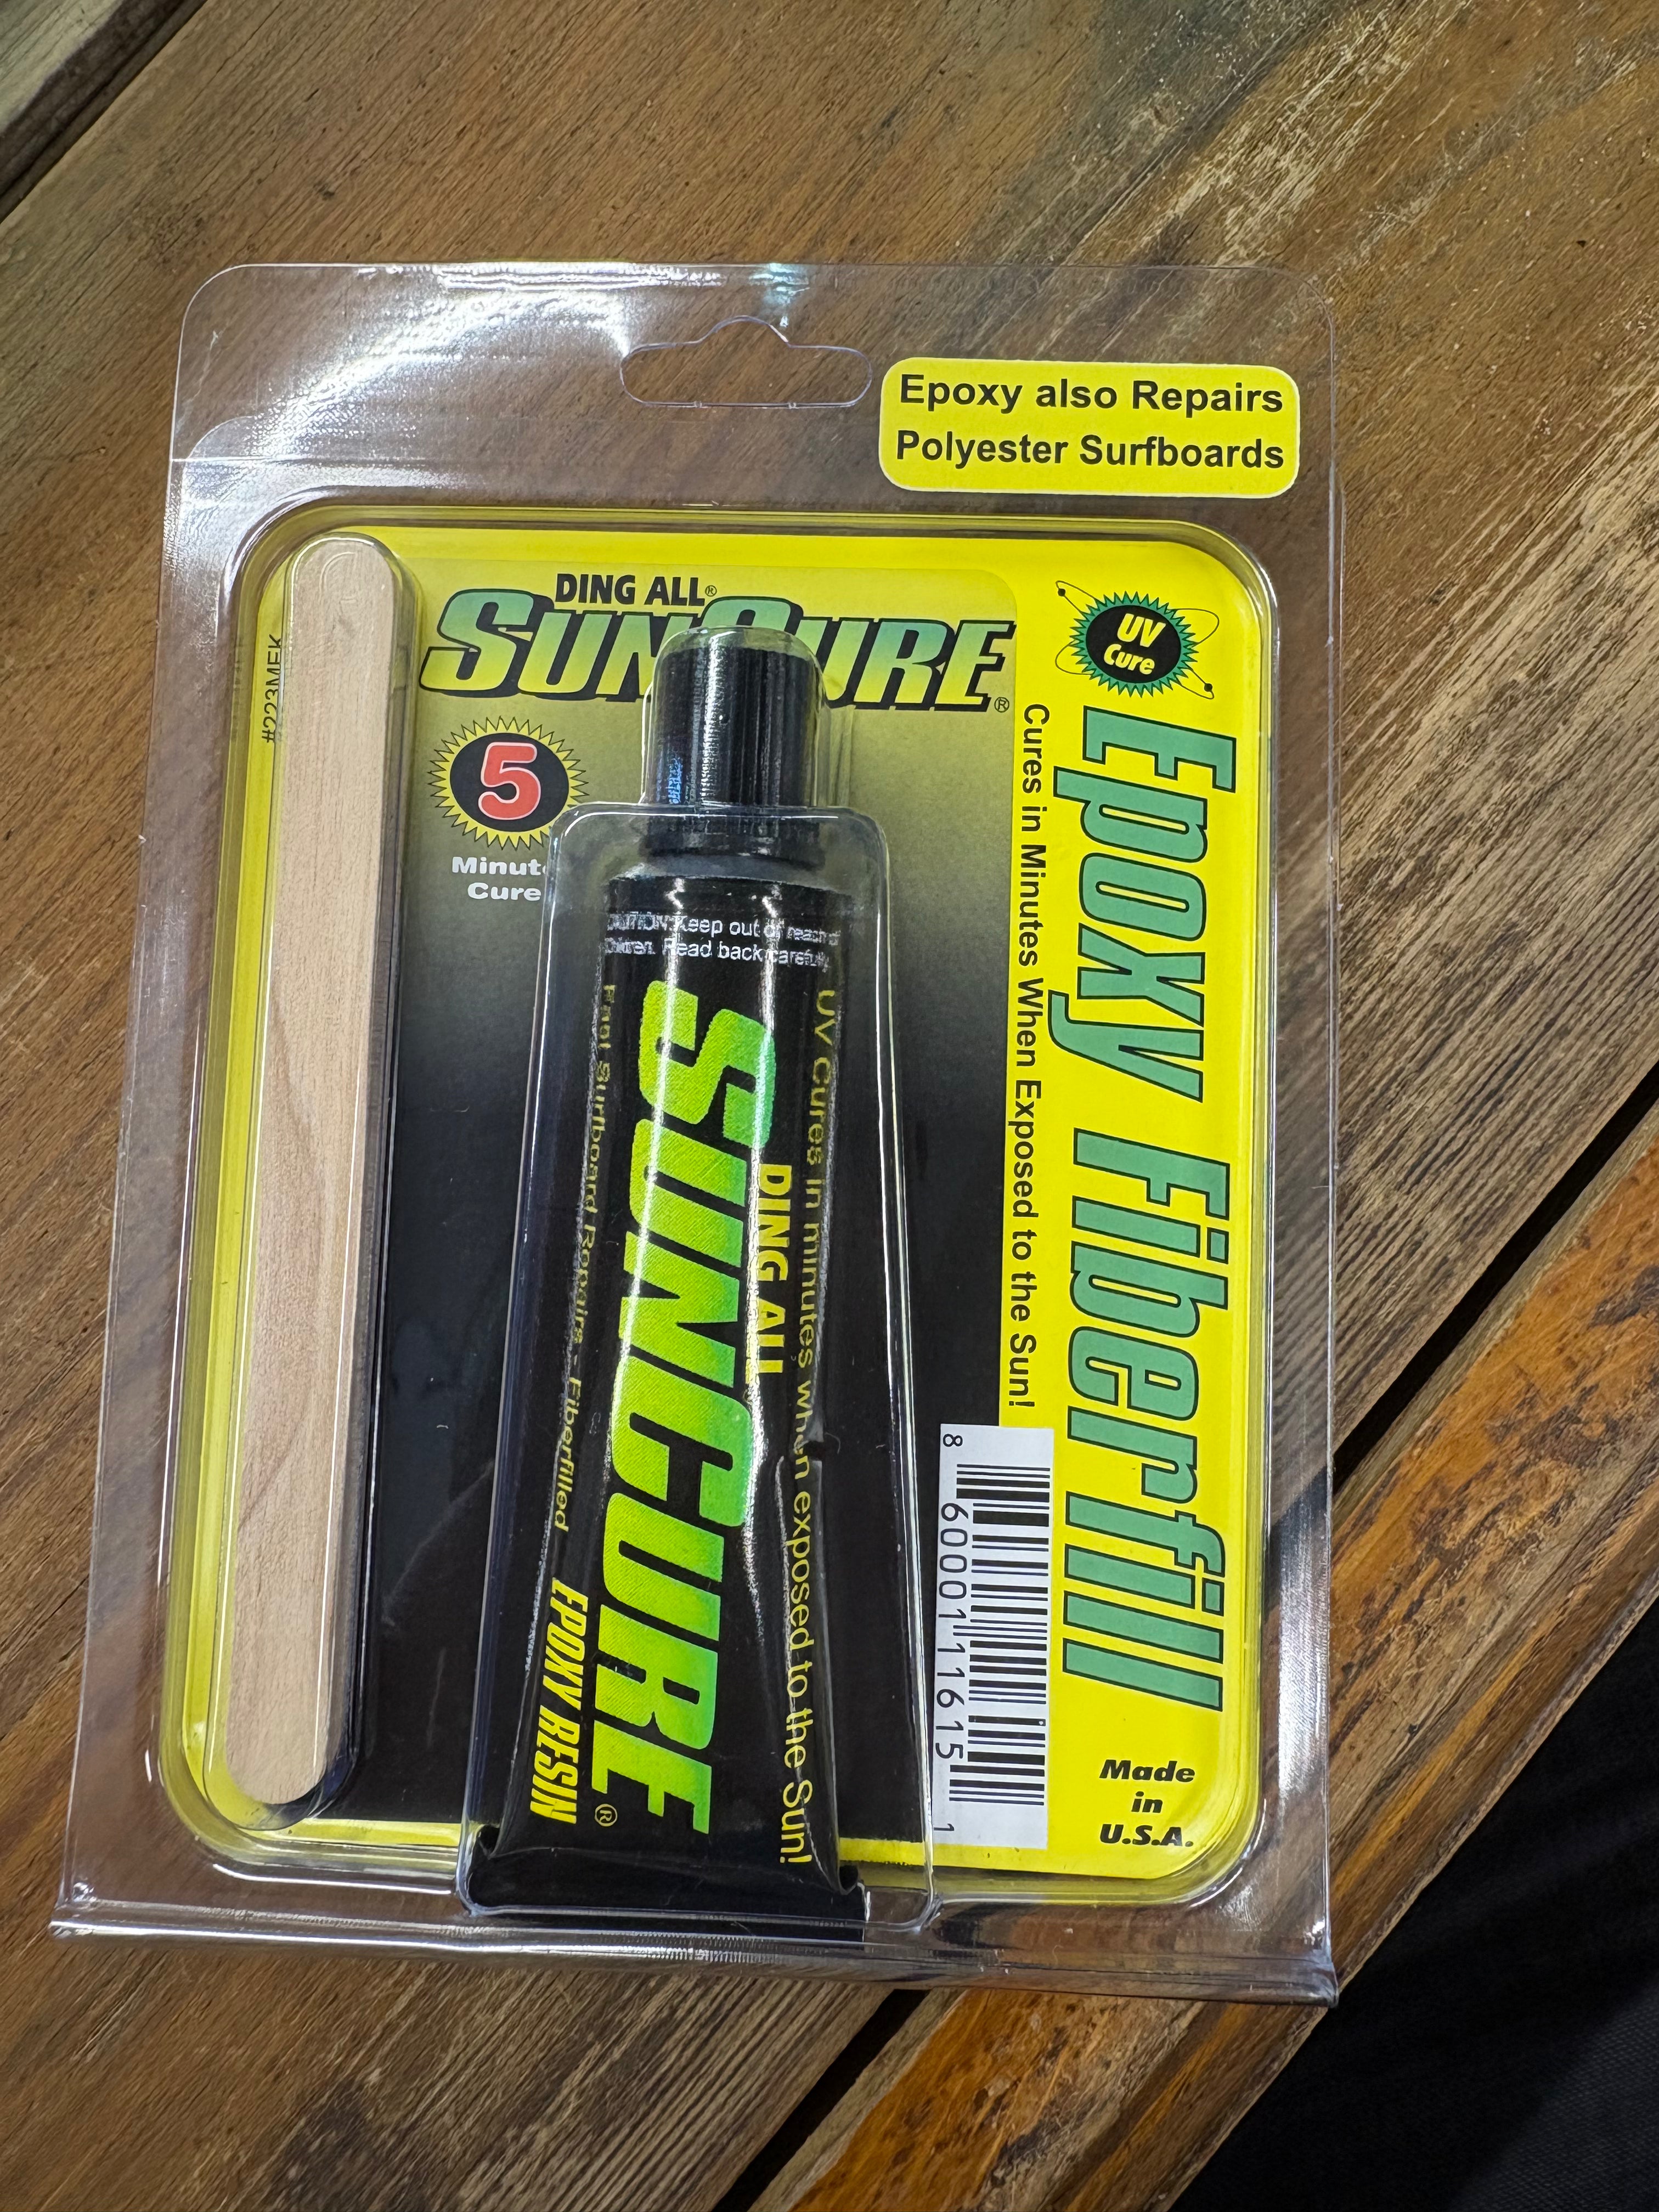 Epoxy also Repairs
Polyester Surfboards
DING ALL®
SUNCURE®
UV
Cure
#223MEK
5
Minute
Cure
Epoxy Fiberfill
Cures in Minutes When Exposed to the Sun!
CAUTION: Keep out of reach of
children. Read back carefully.
UV Cures in minutes when exposed to the Sun!
DING ALL
SUNCURE®
EPOXY RESIN
Fast Surfboard Repairs - Fiberfilled
8 60001 11615 1
Made
in
U.S.A.